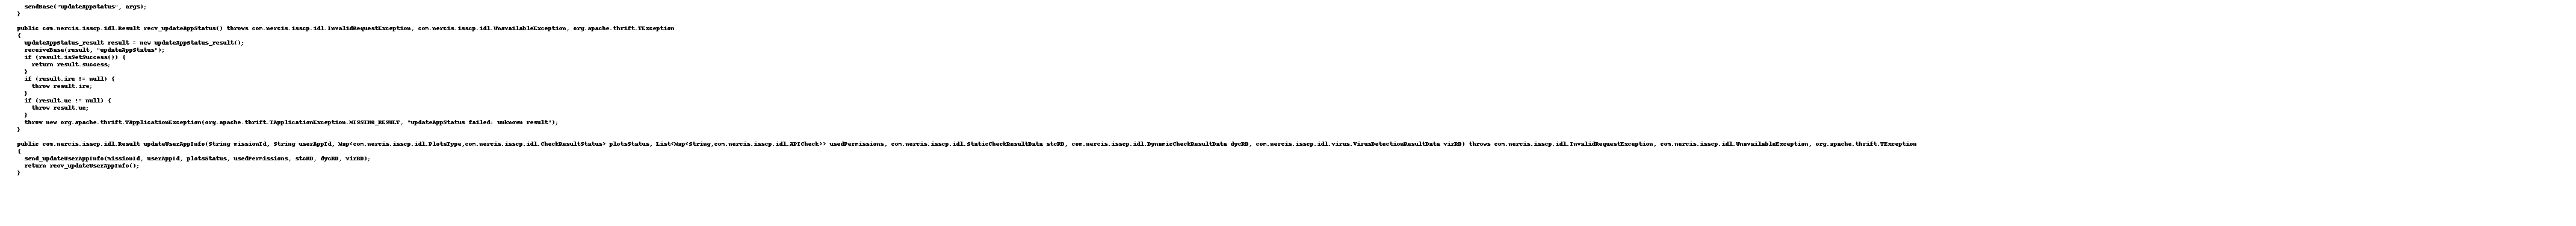 sendBase("updateAppStatus", args);
}
public com.nercis.isscp.idl.Result recv_updateAppStatus() throws com.nercis.isscp.idl.InvalidRequestException, com.nercis.isscp.idl.UnavailableException, org.apache.thrift.TException
{
updateAppStatus_result result = new updateAppStatus_result();
receiveBase(result, "updateAppStatus");
if (result.isSetSuccess()) {
return result.success;
}
if (result.ire != null) {
throw result.ire;
}
if (result.ue != null) {
throw result.ue;
}
throw new org.apache.thrift.TApplicationException(org.apache.thrift.TApplicationException.MISSING_RESULT, "updateAppStatus failed: unknown result");
}
public com.nercis.isscp.idl.Result updateUserAppInfo(String missionId, String userAppId, Map<com.nercis.isscp.idl.PlotsType,com.nercis.isscp.idl.CheckResultStatus> plotsStatus, List<Map<String,com.nercis.isscp.idl.APICheck>> usedPermissions, com.nercis.isscp.idl.StaticCheckResultData stcRD, com.nercis.isscp.idl.DynamicCheckResultData dycRD, com.nercis.isscp.idl.virus.VirusDetectionResultData virRD) throws com.nercis.isscp.idl.InvalidRequestException, com.nercis.isscp.idl.UnavailableException, org.apache.thrift.TException
{
send_updateUserAppInfo(missionId, userAppId, plotsStatus, usedPermissions, stcRD, dycRD, virRD);
return recv_updateUserAppInfo();
}